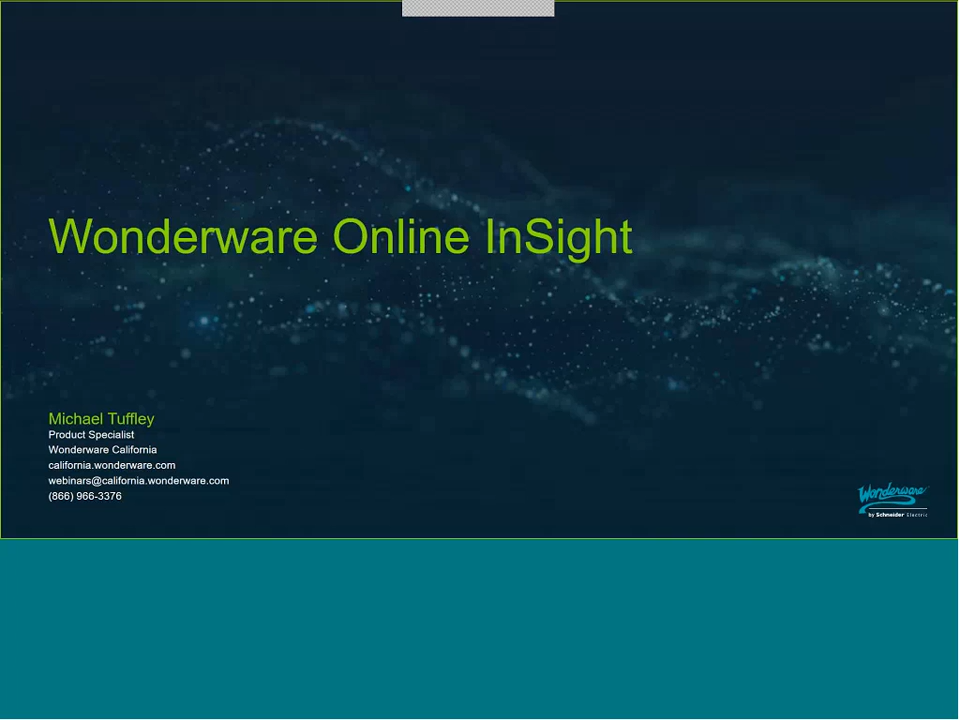 Wonderware Online InSight
Michael Tuffley
Product Specialist
Wonderware California
california.wonderware.com
webinars@california.wonderware.com
(866) 966-3376
Wonderware
by Schneider Electric